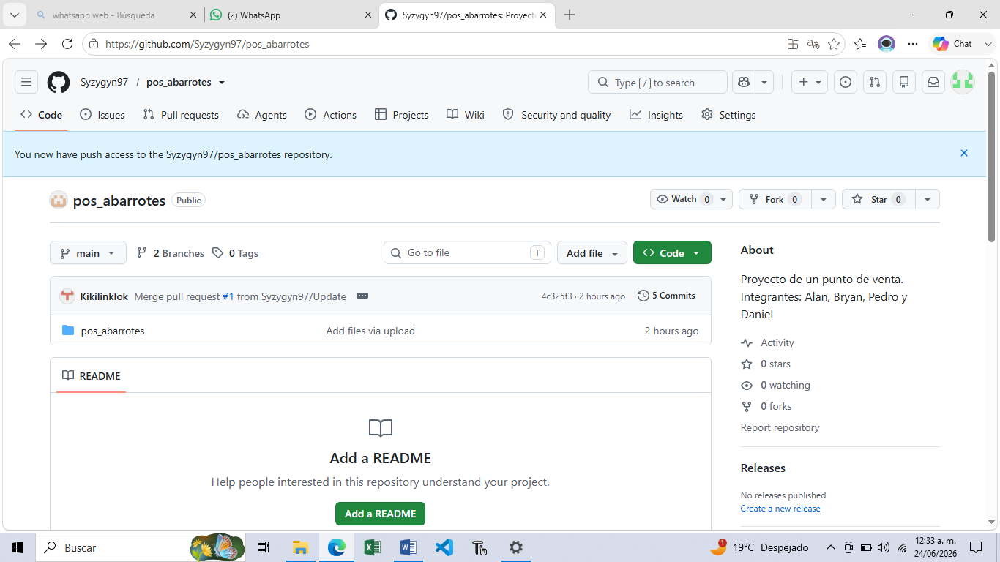 whatsapp web - Búsqueda
(2) WhatsApp
Syzygyn97/pos_abarrotes: Proyect
https://github.com/Syzygyn97/pos_abarrotes
Chat
Syzygyn97 / pos_abarrotes
Type / to search
Code
Issues
Pull requests
Agents
Actions
Projects
Wiki
Security and quality
Insights
Settings
You now have push access to the Syzygyn97/pos_abarrotes repository.
pos_abarrotes Public
Watch 0
Fork 0
Star 0
main
2 Branches
0 Tags
Go to file T
Add file
Code
Kikilinklok Merge pull request #1 from Syzygyn97/Update
4c325f3 · 2 hours ago
5 Commits
pos_abarrotes
Add files via upload
2 hours ago
README
Add a README
Help people interested in this repository understand your project.
Add a README
About
Proyecto de un punto de venta.
Integrantes: Alan, Bryan, Pedro y
Daniel
Activity
0 stars
0 watching
0 forks
Report repository
Releases
No releases published
Create a new release
Buscar
1
19°C Despejado
12:33 a. m.
24/06/2026